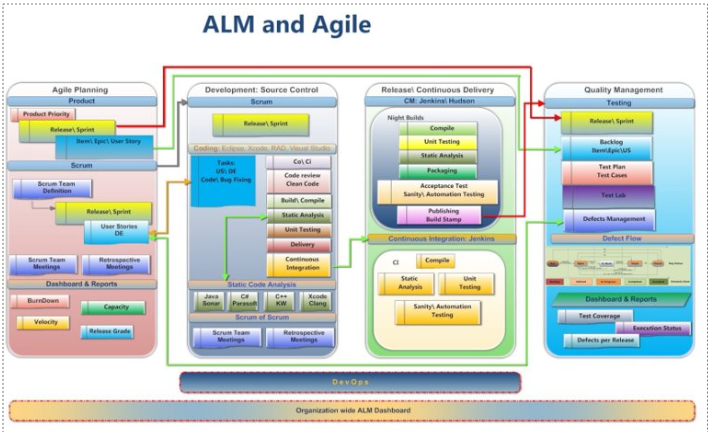 ALM and Agile
Agile Planning
Product
Product Priority
Release\ Sprint
Item\ Epic\ User Story
Scrum
Scrum Team
Definition
Release\ Sprint
User Stories
DE
Scrum Team
Meetings
Retrospective
Meetings
Dashboard & Reports
BurnDown
Capacity
Velocity
Release Grade
Development: Source Control
Scrum
Release\ Sprint
Coding: Eclipse, Xcode, RAD, Visual Studio
Tasks:
US\ DE
Code\ Bug Fixing
Co\ Ci
Code review
Clean Code
Build\ Compile
Static Analysis
Unit Testing
Delivery
Continuous
Integration
Static Code Analysis
Java
Sonar
C#
Parasoft
C++
KW
Xcode
Clang
Scrum of Scrum
Scrum Team
Meetings
Retrospective
Meetings
Release\ Continuous Delivery
CM: Jenkins\ Hudson
Night Builds
Compile
Unit Testing
Static Analysis
Packaging
Acceptance Test
Sanity\ Automation Testing
Publishing
Build Stamp
Continuous Integration: Jenkins
CI
Compile
Static
Analysis
Unit
Testing
Sanity\ Automation
Testing
Quality Management
Testing
Release\ Sprint
Backlog
Item\Epic\US
Test Plan
Test Cases
Test Lab
Defects Management
Defect Flow
Dashboard & Reports
Test Coverage
Execution Status
Defects per Release
DevOps
Organization wide ALM Dashboard